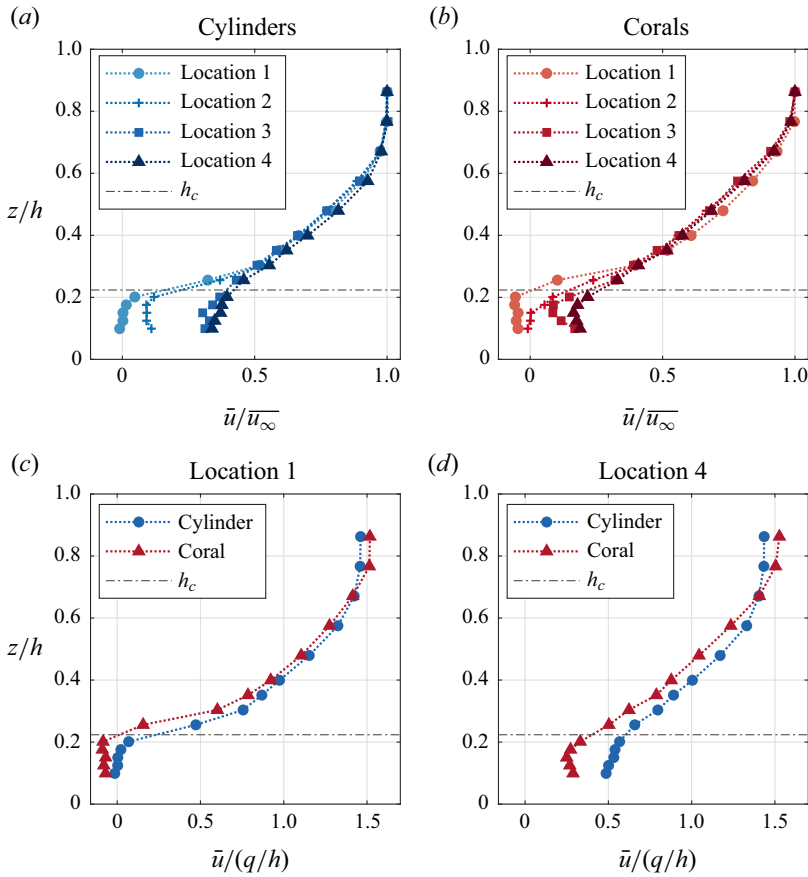 (a) Cylinders
1.0
0.8
0.6
0.4
0.2
0
z/h
Location 1
Location 2
Location 3
Location 4
h_c
0 0.5 1.0
ū/\overline{u_∞}
(b) Corals
1.0
0.8
0.6
0.4
0.2
0
Location 1
Location 2
Location 3
Location 4
h_c
0 0.5 1.0
ū/\overline{u_∞}
(c) Location 1
1.0
0.8
0.6
0.4
0.2
0
z/h
Cylinder
Coral
h_c
0 0.5 1.0 1.5
ū/(q/h)
(d) Location 4
1.0
0.8
0.6
0.4
0.2
0
Cylinder
Coral
h_c
0 0.5 1.0 1.5
ū/(q/h)